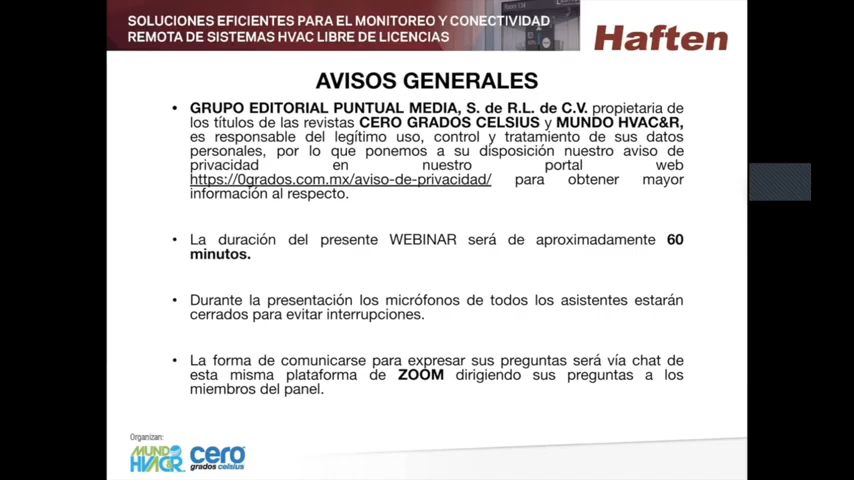 SOLUCIONES EFICIENTES PARA EL MONITOREO Y CONECTIVIDAD
REMOTA DE SISTEMAS HVAC LIBRE DE LICENCIAS
Haften
AVISOS GENERALES
• GRUPO EDITORIAL PUNTUAL MEDIA, S. de R.L. de C.V. propietaria de
los títulos de las revistas CERO GRADOS CELSIUS y MUNDO HVAC&R,
es responsable del legítimo uso, control y tratamiento de sus datos
personales, por lo que ponemos a su disposición nuestro aviso de
privacidad en nuestro portal web
https://0grados.com.mx/aviso-de-privacidad/ para obtener mayor
información al respecto.
• La duración del presente WEBINAR será de aproximadamente 60
minutos.
• Durante la presentación los micrófonos de todos los asistentes estarán
cerrados para evitar interrupciones.
• La forma de comunicarse para expresar sus preguntas será vía chat de
esta misma plataforma de ZOOM dirigiendo sus preguntas a los
miembros del panel.
Organizan:
MUNDO
HVAC&R
cero
grados celsius